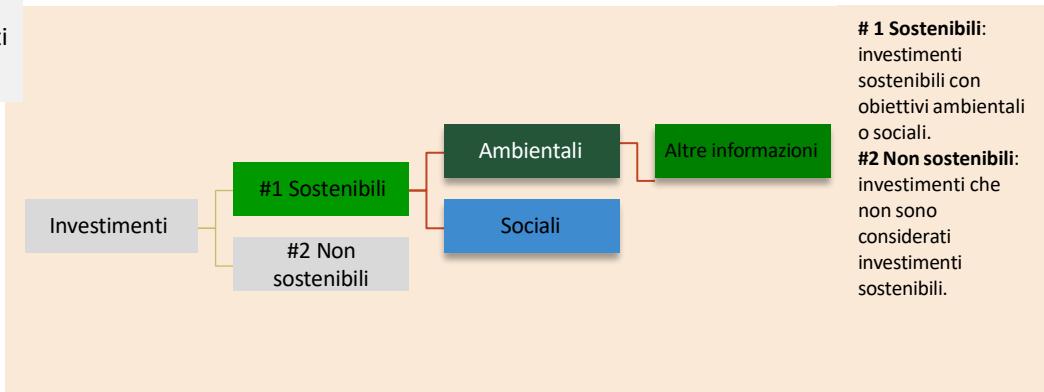 Ambientali
Altre informazioni
#1 Sostenibili
Investimenti
Sociali
#2 Non
sostenibili
# 1 Sostenibili:
investimenti
sostenibili con
obiettivi ambientali
o sociali.
#2 Non sostenibili:
investimenti che
non sono
considerati
investimenti
sostenibili.